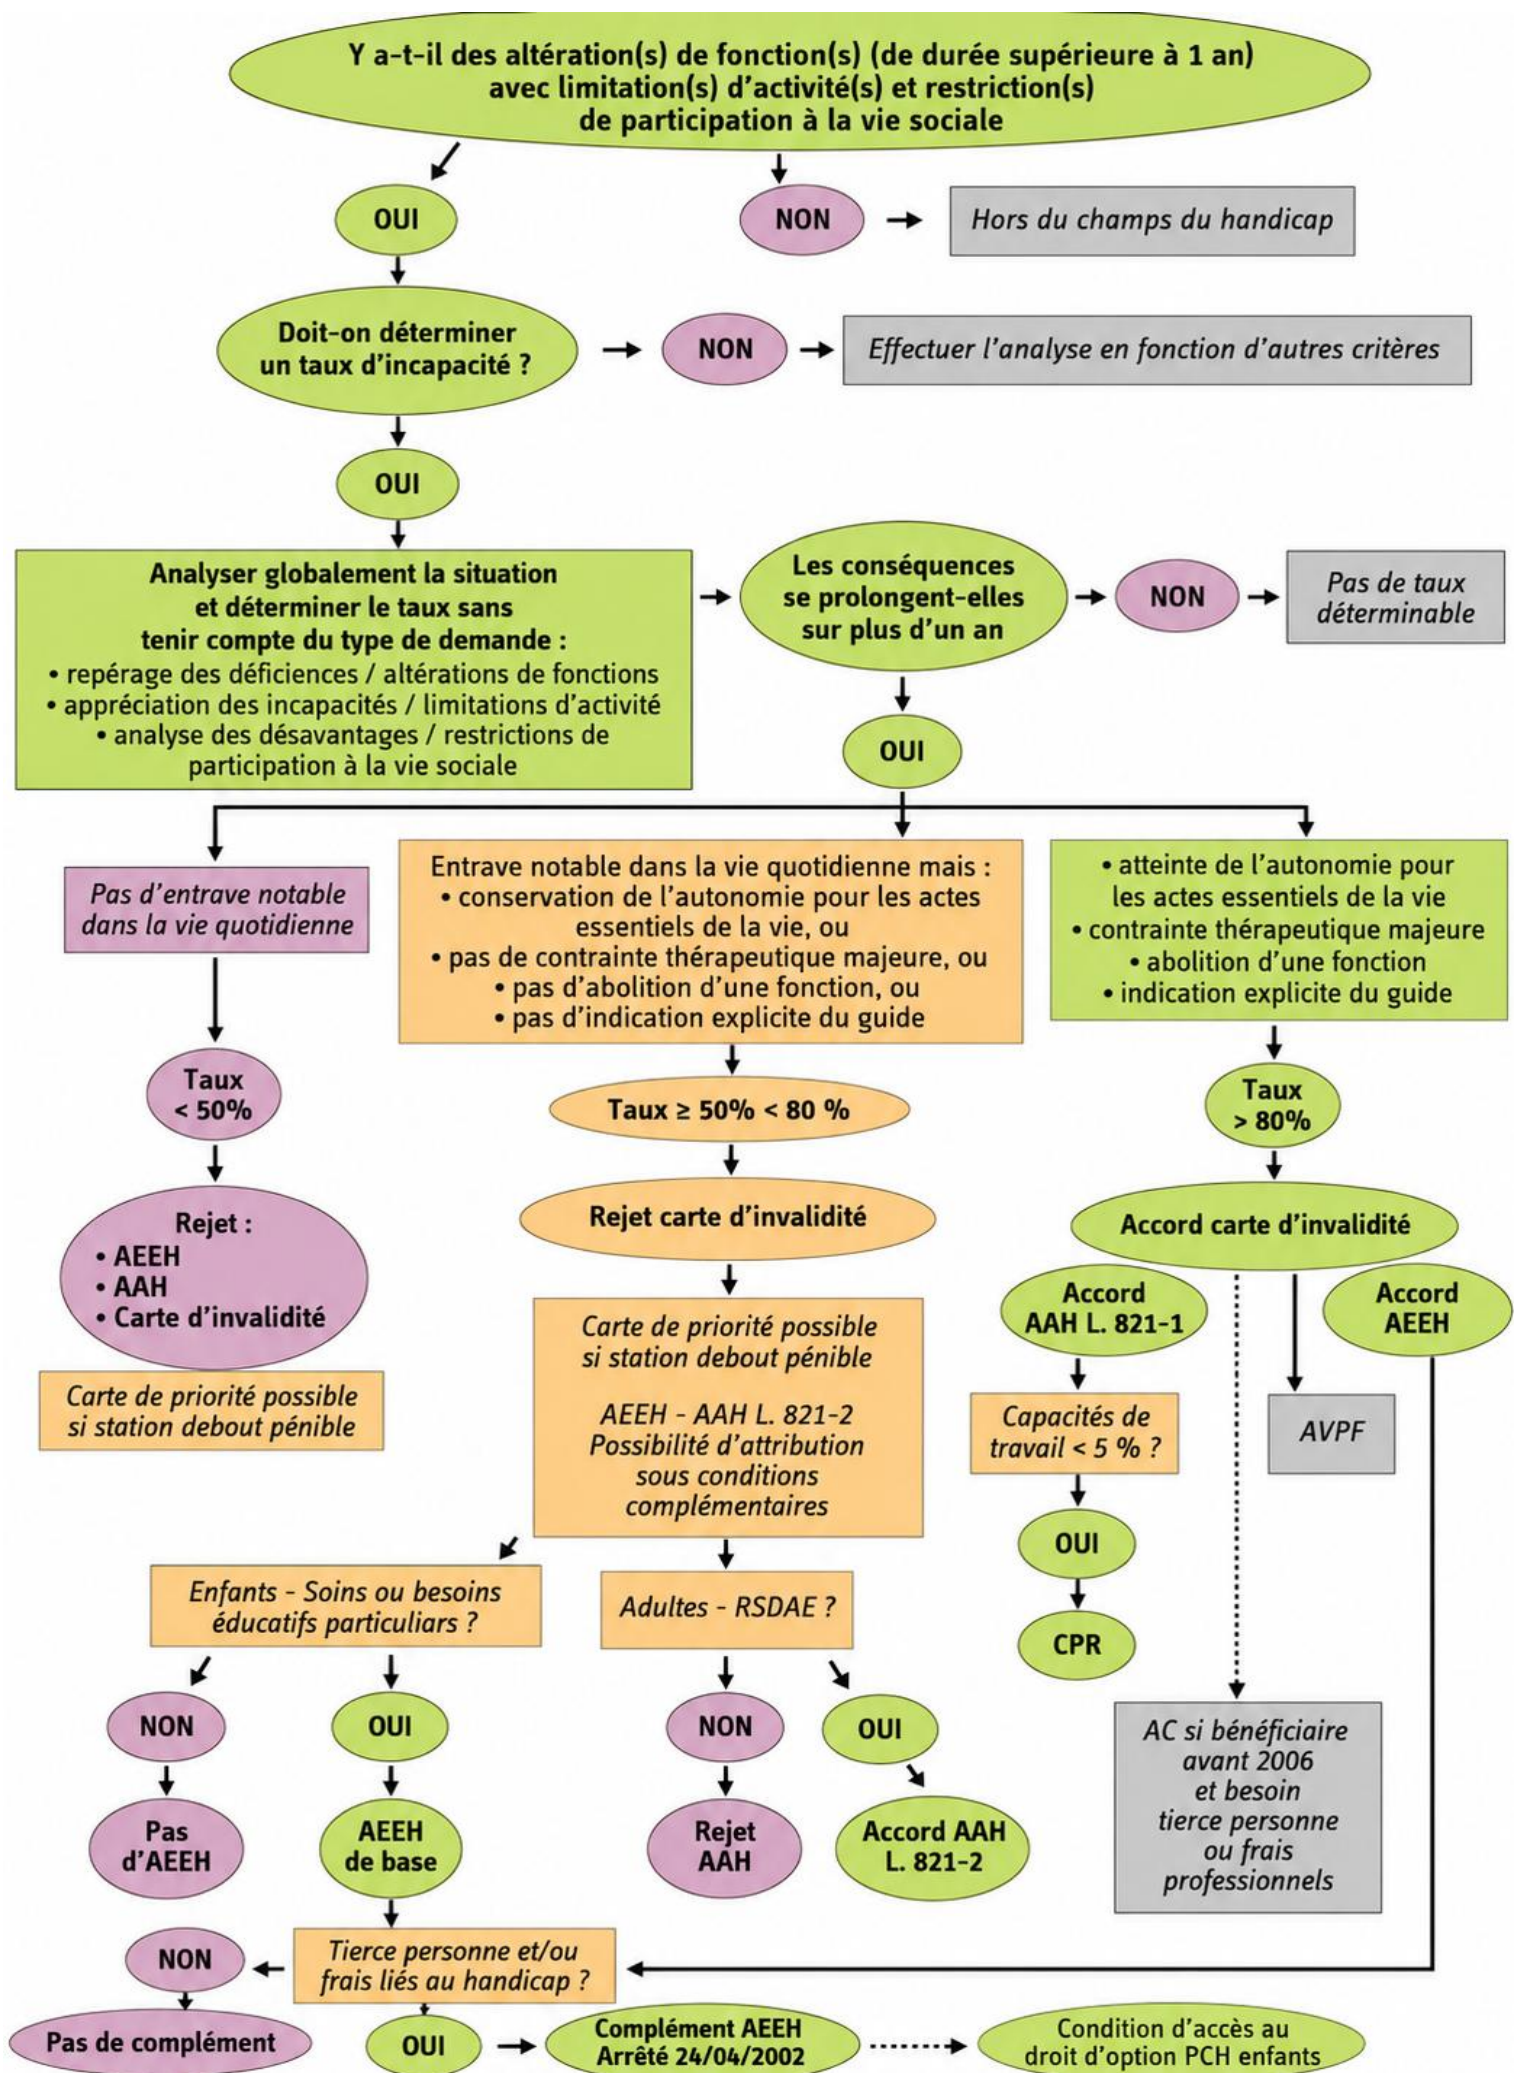 Y a-t-il des altération(s) de fonction(s) (de durée supérieure à 1 an)
avec limitation(s) d'activité(s) et restriction(s)
de participation à la vie sociale
OUI
NON
Hors du champs du handicap
Doit-on déterminer
un taux d'incapacité ?
NON
Effectuer l'analyse en fonction d'autres critères
OUI
Analyser globalement la situation
et déterminer le taux sans
tenir compte du type de demande :
• repérage des déficiences / altérations de fonctions
• appréciation des incapacités / limitations d'activité
• analyse des désavantages / restrictions de
participation à la vie sociale
Les conséquences
se prolongent-elles
sur plus d'un an
NON
Pas de taux
déterminable
OUI
Pas d'entrave notable
dans la vie quotidienne
Entrave notable dans la vie quotidienne mais :
• conservation de l'autonomie pour les actes
essentiels de la vie, ou
• pas de contrainte thérapeutique majeure, ou
• pas d'abolition d'une fonction, ou
• pas d'indication explicite du guide
• atteinte de l'autonomie pour
les actes essentiels de la vie
• contrainte thérapeutique majeure
• abolition d'une fonction
• indication explicite du guide
Taux
< 50%
Taux ≥ 50% < 80 %
Taux
> 80%
Rejet :
• AEEH
• AAH
• Carte d'invalidité
Carte de priorité possible
si station debout pénible
Rejet carte d'invalidité
Carte de priorité possible
si station debout pénible
AEEH - AAH L. 821-2
Possibilité d'attribution
sous conditions
complémentaires
Accord carte d'invalidité
Accord
AAH L. 821-1
Accord
AEEH
Capacités de
travail < 5 % ?
AVPF
OUI
CPR
AC si bénéficiaire
avant 2006
et besoin
tierce personne
ou frais
professionnels
Enfants - Soins ou besoins
éducatifs particuliers ?
Adultes - RSDAE ?
NON
OUI
NON
OUI
Pas
d'AEEH
AEEH
de base
Rejet
AAH
Accord AAH
L. 821-2
NON
Tierce personne et/ou
frais liés au handicap ?
Pas de complément
OUI
Complément AEEH
Arrêté 24/04/2002
Condition d'accès au
droit d'option PCH enfants